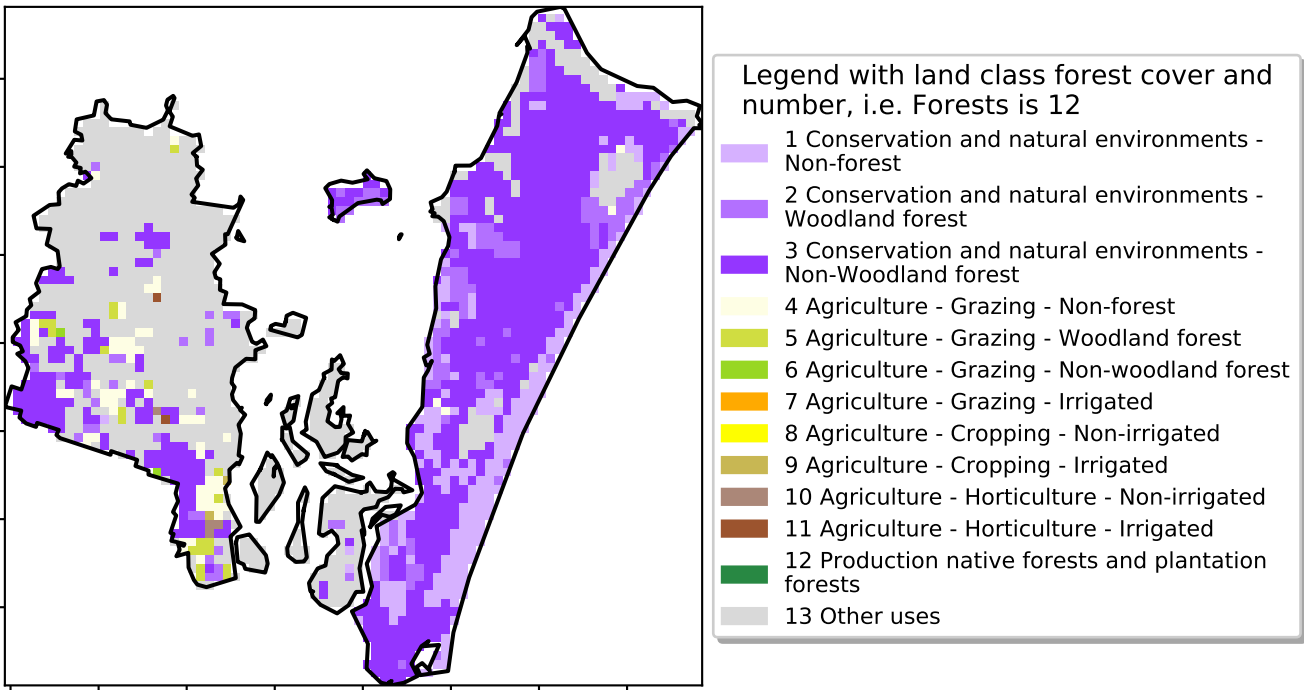 Legend with land class forest cover and
number, i.e. Forests is 12
1 Conservation and natural environments -
Non-forest
2 Conservation and natural environments -
Woodland forest
3 Conservation and natural environments -
Non-Woodland forest
4 Agriculture - Grazing - Non-forest
5 Agriculture - Grazing - Woodland forest
6 Agriculture - Grazing - Non-woodland forest
7 Agriculture - Grazing - Irrigated
8 Agriculture - Cropping - Non-irrigated
9 Agriculture - Cropping - Irrigated
10 Agriculture - Horticulture - Non-irrigated
11 Agriculture - Horticulture - Irrigated
12 Production native forests and plantation
forests
13 Other uses